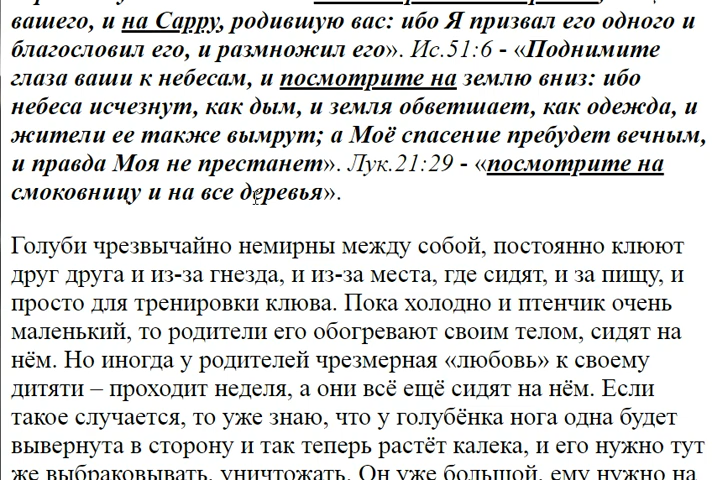 вашего, и на Сарру, родившую вас: ибо Я призвал его одного и
благословил его, и размножил его». Ис.51:6 - «Поднимите
глаза ваши к небесам, и посмотрите на землю вниз: ибо
небеса исчезнут, как дым, и земля обветшает, как одежда, и
жители ее также вымрут; а Моё спасение пребудет вечным,
и правда Моя не престанет». Лук.21:29 - «посмотрите на
смоковницу и на все деревья».
Голуби чрезвычайно немирны между собой, постоянно клюют
друг друга и из-за гнезда, и из-за места, где сидят, и за пищу, и
просто для тренировки клюва. Пока холодно и птенчик очень
маленький, то родители его обогревают своим телом, сидят на
нём. Но иногда у родителей чрезмерная «любовь» к своему
дитяти – проходит неделя, а они всё ещё сидят на нём. Если
такое случается, то уже знаю, что у голубёнка нога одна будет
вывернута в сторону и так теперь растёт калека, и его нужно тут
же выбраковывать, уничтожать. Он уже большой, ему нужно на